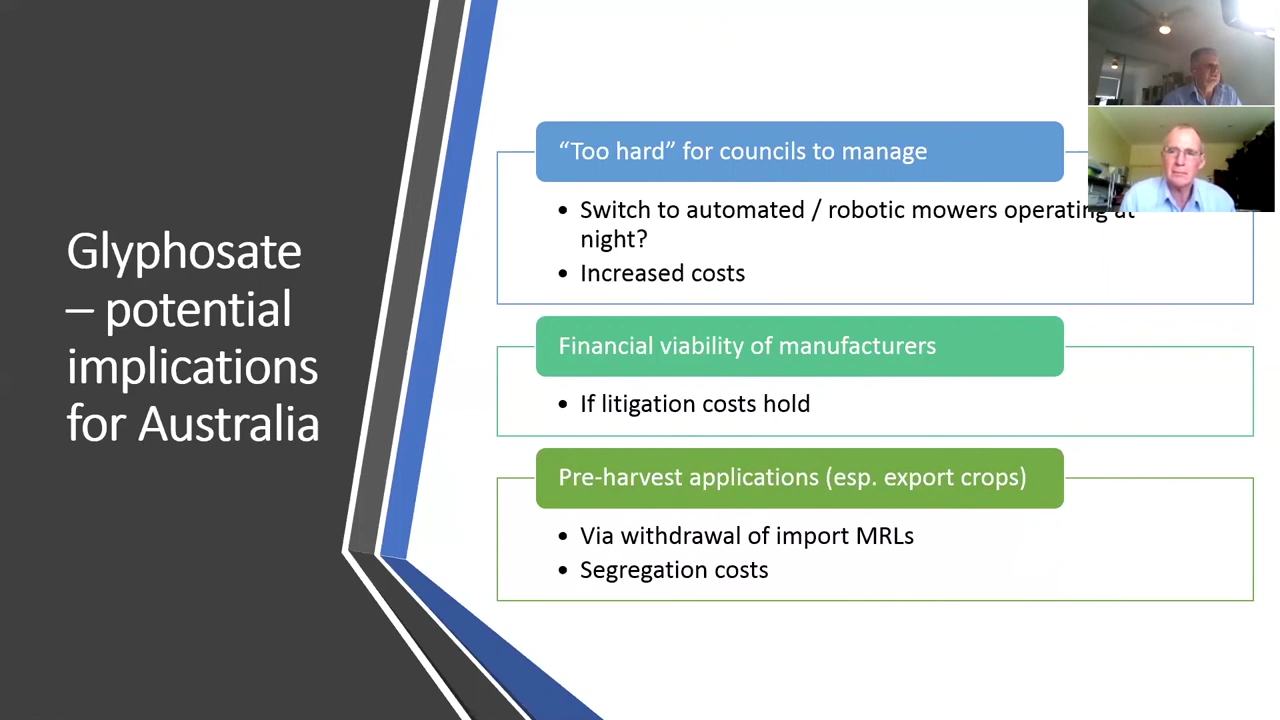 Glyphosate
– potential
implications
for Australia
“Too hard” for councils to manage
• Switch to automated / robotic mowers operating at
night?
• Increased costs
Financial viability of manufacturers
• If litigation costs hold
Pre-harvest applications (esp. export crops)
• Via withdrawal of import MRLs
• Segregation costs